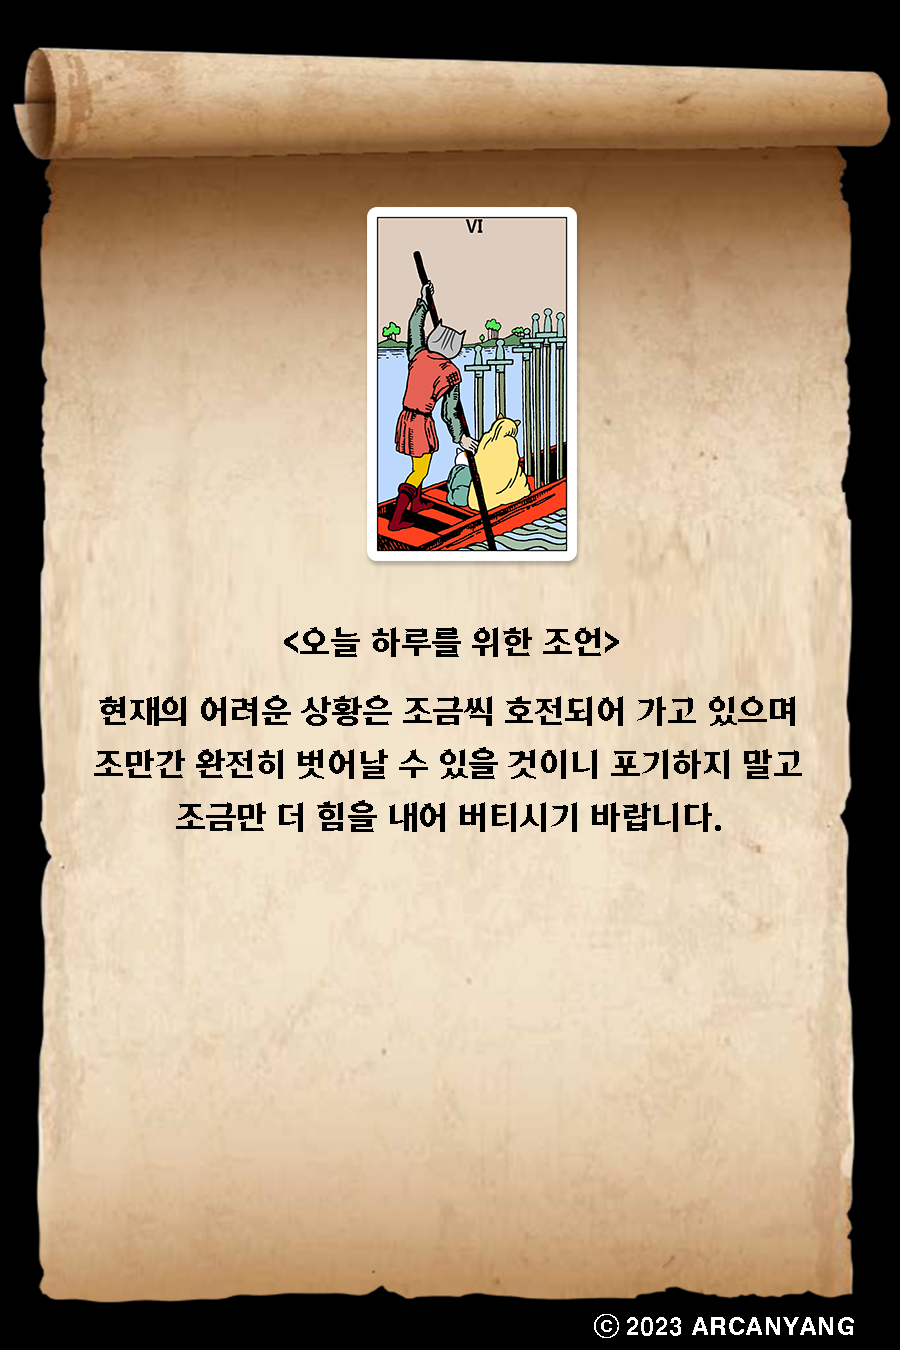 VI
<오늘 하루를 위한 조언>
현재의 어려운 상황은 조금씩 호전되어 가고 있으며
조만간 완전히 벗어날 수 있을 것이니 포기하지 말고
조금만 더 힘을 내어 버티시기 바랍니다.
© 2023 ARCANYANG